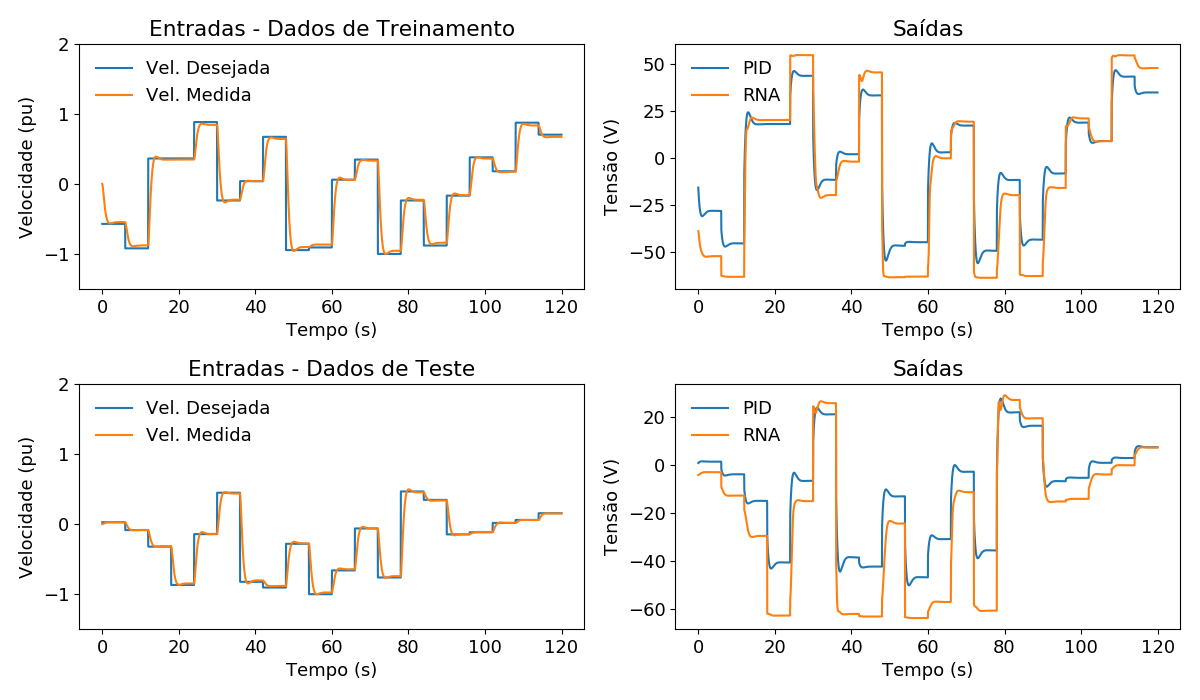 Entradas - Dados de Treinamento
Vel. Desejada
Vel. Medida
Velocidade (pu)
2
1
0
−1
0 20 40 60 80 100 120
Tempo (s)
Saídas
PID
RNA
Tensão (V)
50
25
0
−25
−50
0 20 40 60 80 100 120
Tempo (s)
Entradas - Dados de Teste
Vel. Desejada
Vel. Medida
Velocidade (pu)
2
1
0
−1
0 20 40 60 80 100 120
Tempo (s)
Saídas
PID
RNA
Tensão (V)
20
0
−20
−40
−60
0 20 40 60 80 100 120
Tempo (s)